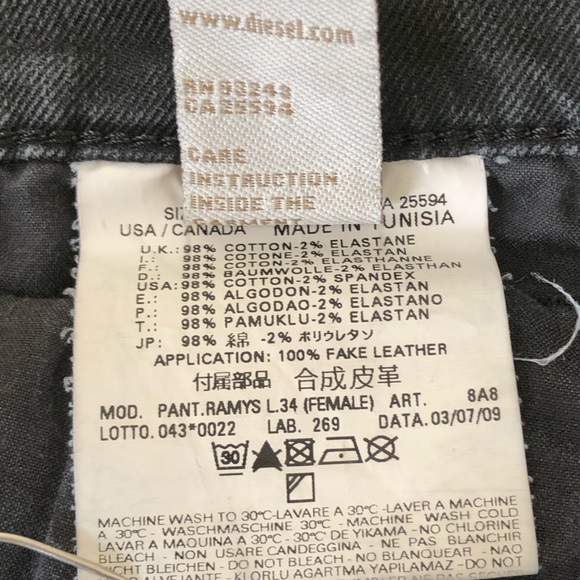 www.diesel.com
RN 93243
CA 25594
CARE
INSTRUCTION
INSIDE THE
GARMENT
SI A 25594
USA / CANADA MADE IN TUNISIA
U.K.: 98% COTTON-2% ELASTANE
I.: 98% COTONE-2% ELASTAN
F.: 98% COTON-2% ELASTHANNE
D.: 98% BAUMWOLLE-2% ELASTHAN
USA: 98% COTTON-2% SPANDEX
E.: 98% ALGODON-2% ELASTAN
P.: 98% ALGODAO-2% ELASTANO
T.: 98% PAMUKLU-2% ELASTAN
JP: 98% 綿 -2% ポリウレタン
APPLICATION: 100% FAKE LEATHER
付属部品 合成皮革
MOD. PANT.RAMYS L.34 (FEMALE) ART. 8A8
LOTTO. 043*0022 LAB. 269 DATA. 03/07/09
30
MACHINE WASH TO 30°C-LAVARE A 30°C-LAVER A MACHINE
A 30°C - WASCHMASCHINE 30°C - MACHINE WASH COLD
LAVAR A MAQUINA A 30°C - 30°C DE YIKAMA - NO CHLORINE
BLEACH - NON USARE CANDEGGINA - NE PAS BLANCHIR
BLEACH - DO NOT BLANQUEAR - NAO
ALVEJANTE - KLORLU AGARTMA YAPILAMAZ - DO